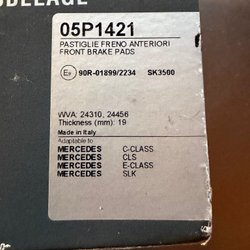 05P1421
PASTIGLIE FRENO ANTERIORI
FRONT BRAKE PADS
90R-01899/2234 SK3500
WVA: 24310, 24456
Thickness (mm): 19
Made in Italy
Adaptable to
MERCEDES C-CLASS
MERCEDES CLS
MERCEDES E-CLASS
MERCEDES SLK